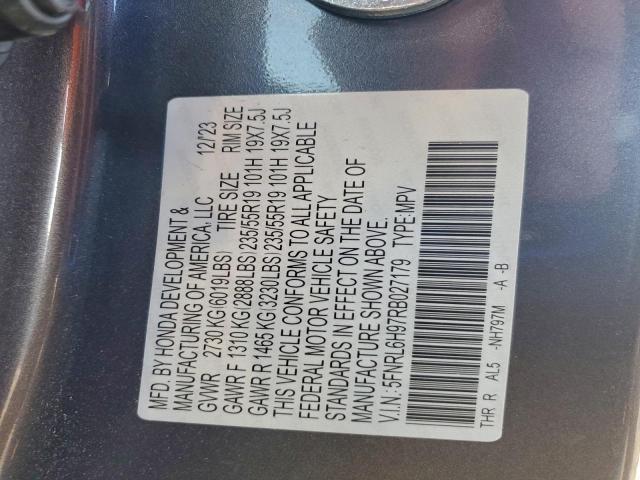 MFD. BY HONDA DEVELOPMENT &
MANUFACTURING OF AMERICA, LLC 12/23
GVWR 2730 KG(6019LBS) TIRE SIZE RIM SIZE
GAWR F 1310 KG(2888LBS) 235/55R19 101H 19X7.5J
GAWR R 1465 KG(3230LBS) 235/55R19 101H 19X7.5J
THIS VEHICLE CONFORMS TO ALL APPLICABLE
FEDERAL MOTOR VEHICLE SAFETY
STANDARDS IN EFFECT ON THE DATE OF
MANUFACTURE SHOWN ABOVE.
V.I.N.:5FNRL6H97RB027179 TYPE:MPV
THR R AL5 -NH797M -A -B